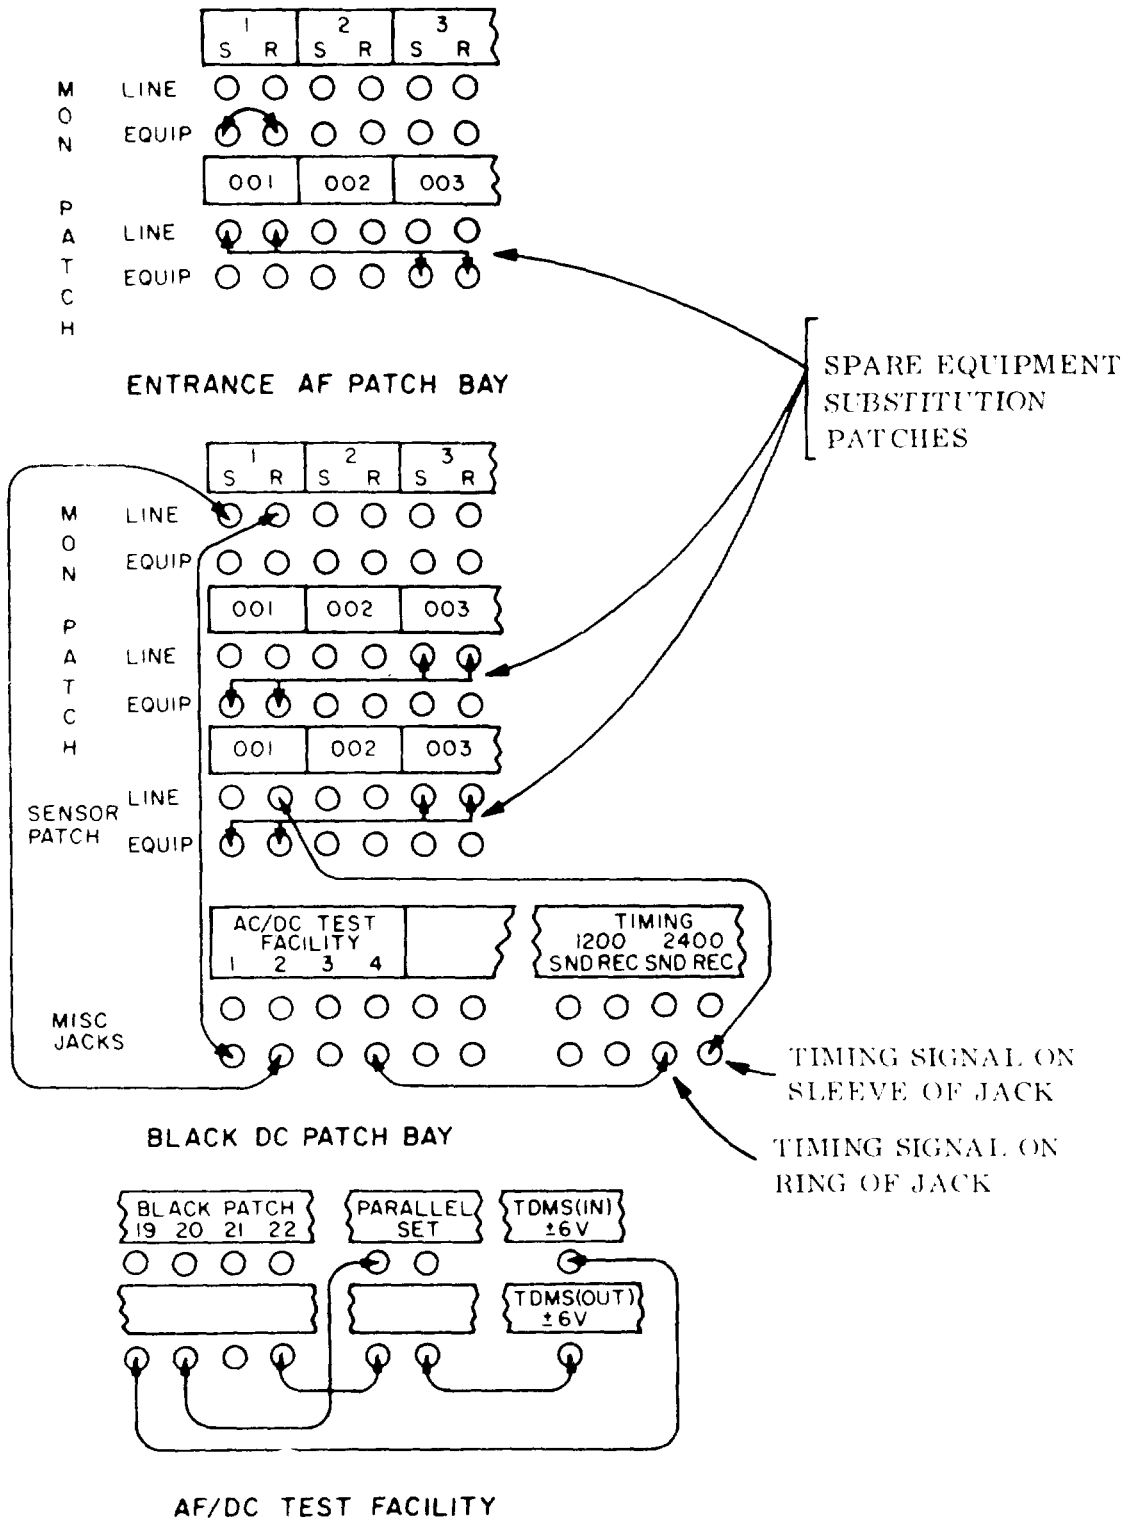 1 2 3
S R S R S R
MON PATCH
LINE
EQUIP
001 002 003
LINE
EQUIP
ENTRANCE AF PATCH BAY
SPARE EQUIPMENT
SUBSTITUTION
PATCHES
1 2 3
S R S R S R
MON PATCH
LINE
EQUIP
001 002 003
LINE
EQUIP
001 002 003
SENSOR
PATCH
LINE
EQUIP
AC/DC TEST
FACILITY
1 2 3 4
TIMING
1200 2400
SND REC SND REC
MISC
JACKS
TIMING SIGNAL ON
SLEEVE OF JACK
TIMING SIGNAL ON
RING OF JACK
BLACK DC PATCH BAY
BLACK PATCH
19 20 21 22
PARALLEL
SET
TDMS(IN)
±6V
TDMS(OUT)
±6V
AF/DC TEST FACILITY